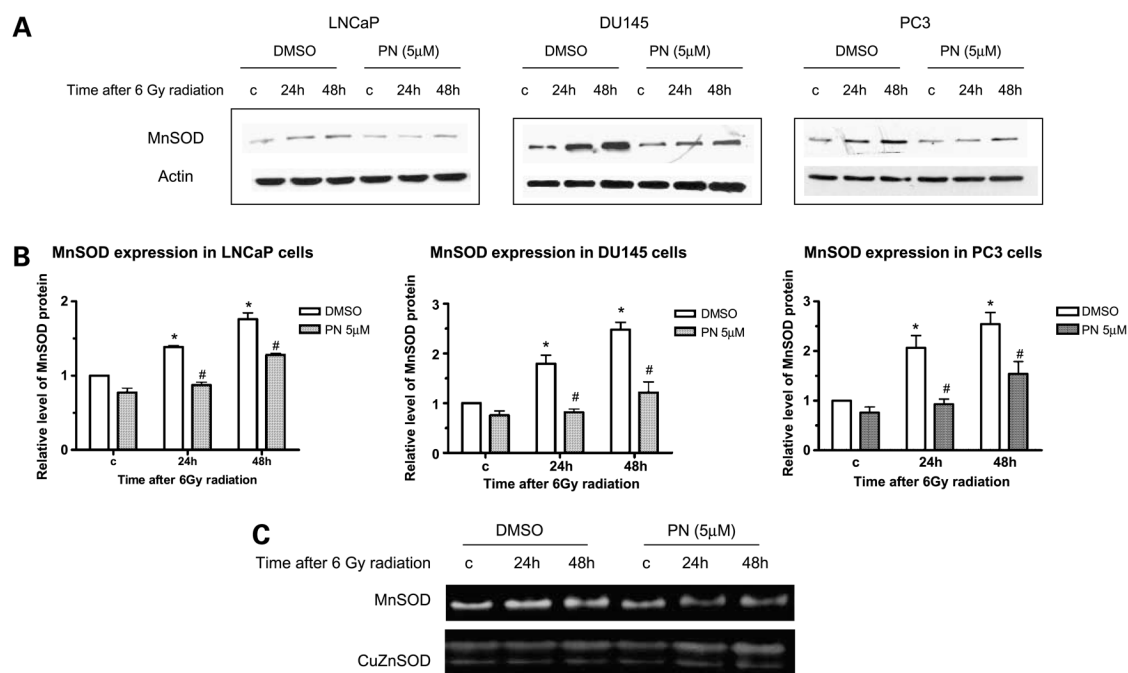 A
LNCaP DU145 PC3
DMSO PN (5μM) DMSO PN (5μM) DMSO PN (5μM)
Time after 6 Gy radiation c 24h 48h c 24h 48h c 24h 48h c 24h 48h c 24h 48h c 24h 48h
MnSOD
Actin
B
MnSOD expression in LNCaP cells
Relative level of MnSOD protein
2
1
0
* * # #
c 24h 48h
Time after 6Gy radiation
DMSO
PN 5μM
MnSOD expression in DU145 cells
Relative level of MnSOD protein
3
2
1
0
* * # #
c 24h 48h
Time after 6Gy radiation
DMSO
PN 5μM
MnSOD expression in PC3 cells
Relative level of MnSOD protein
3
2
1
0
* * # #
c 24h 48h
Time after 6Gy radiation
DMSO
PN 5μM
C
DMSO PN (5μM)
Time after 6 Gy radiation c 24h 48h c 24h 48h
MnSOD
CuZnSOD